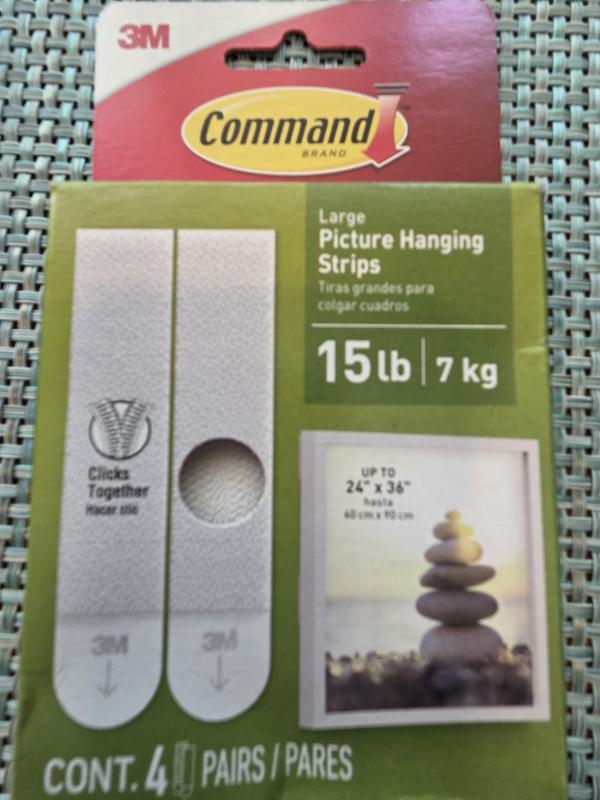 3M
Command
BRAND
Large
Picture Hanging
Strips
Tiras grandes para
colgar cuadros
15 lb | 7 kg
Clicks
Together
Hacer clic
UP TO
24" x 36"
hasta
60 cm x 90 cm
3M
3M
CONT. 4 PAIRS / PARES